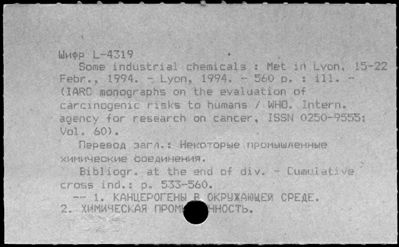 Шифр L-4319
Some industrial chemicals : Met in Lyon, 15-22
Febr., 1994. - Lyon, 1994. - 560 p. : ill. -
(IARC monographs on the evaluation of
carcinogenic risks to humans / WHO. Intern.
agency for research on cancer, ISSN 0250-9555;
Vol. 60).
Перевод загл.: Некоторые промышленные
химические соединения.
Bibliogr. at the end of div. - Cumulative
cross ind.: p. 533-560.
-- 1. КАНЦЕРОГЕНЫ В ОКРУЖАЮЩЕЙ СРЕДЕ.
2. ХИМИЧЕСКАЯ ПРОМ ЧНОСТЬ.